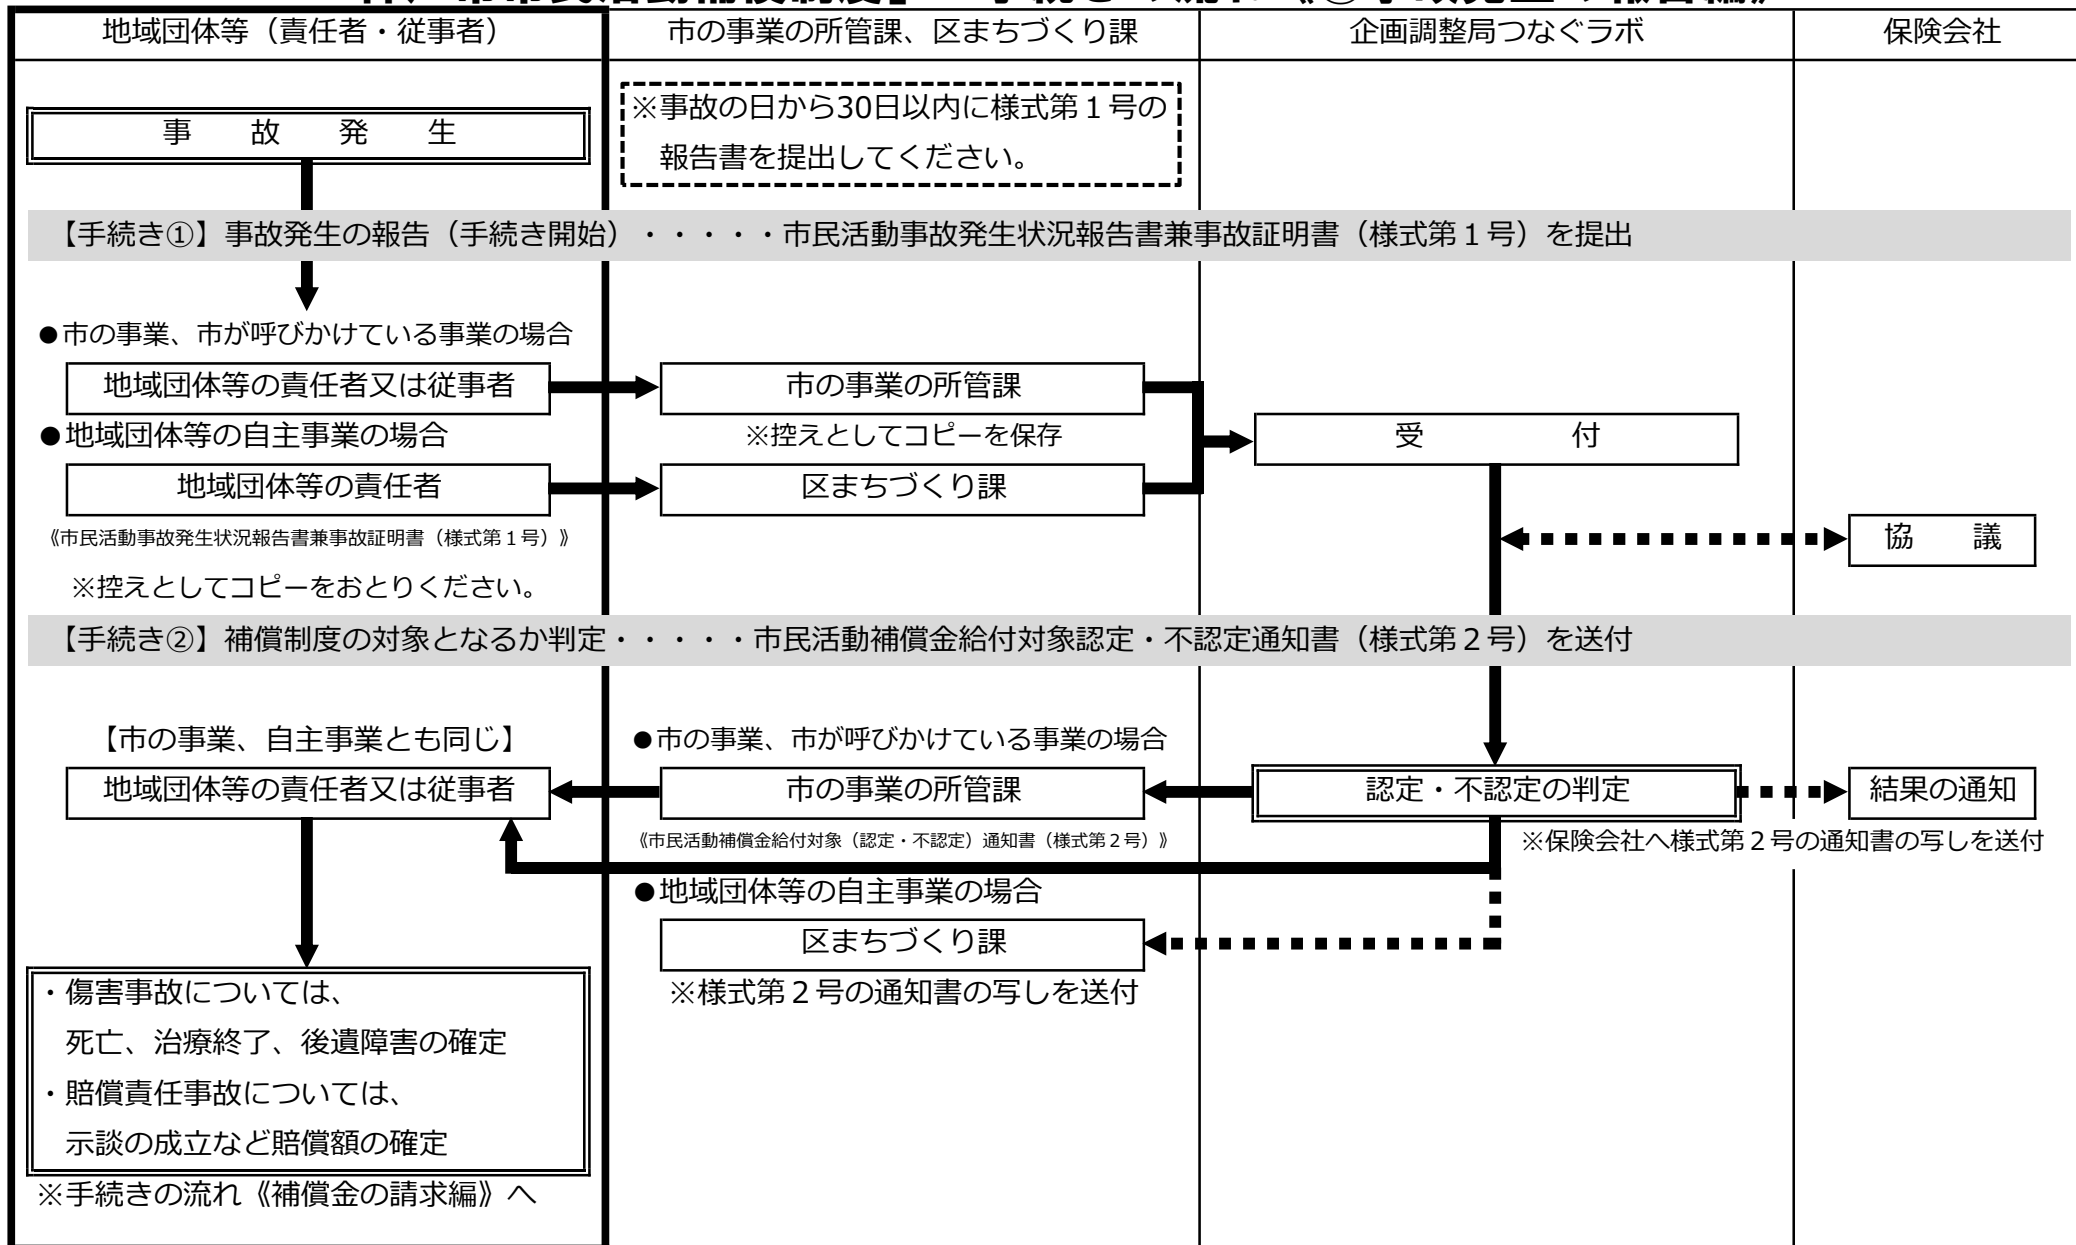 地域団体等（責任者・従事者）
市の事業の所管課、区まちづくり課
企画調整局つなぐラボ
保険会社
事　故　発　生
※事故の日から30日以内に様式第１号の
報告書を提出してください。
【手続き①】事故発生の報告（手続き開始）・・・・・市民活動事故発生状況報告書兼事故証明書（様式第１号）を提出
●市の事業、市が呼びかけている事業の場合
地域団体等の責任者又は従事者
市の事業の所管課
●地域団体等の自主事業の場合
※控えとしてコピーを保存
受　付
地域団体等の責任者
区まちづくり課
《市民活動事故発生状況報告書兼事故証明書（様式第１号）》
協　議
※控えとしてコピーをおとりください。
【手続き②】補償制度の対象となるか判定・・・・・市民活動補償金給付対象認定・不認定通知書（様式第２号）を送付
【市の事業、自主事業とも同じ】
●市の事業、市が呼びかけている事業の場合
地域団体等の責任者又は従事者
市の事業の所管課
認定・不認定の判定
結果の通知
《市民活動補償金給付対象（認定・不認定）通知書（様式第２号）》
※保険会社へ様式第２号の通知書の写しを送付
●地域団体等の自主事業の場合
区まちづくり課
※様式第２号の通知書の写しを送付
・傷害事故については、
死亡、治療終了、後遺障害の確定
・賠償責任事故については、
示談の成立など賠償額の確定
※手続きの流れ《補償金の請求編》へ